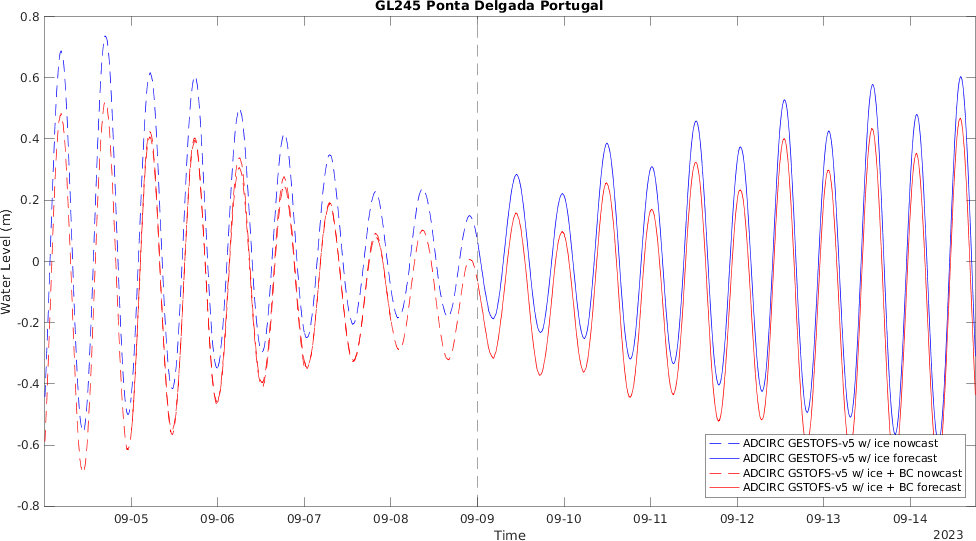 GL245 Ponta Delgada Portugal
0.8
0.6
0.4
0.2
0
-0.2
-0.4
-0.6
-0.8
Water Level (m)
ADCIRC GESTOFS-v5 w/ ice nowcast
ADCIRC GESTOFS-v5 w/ ice forecast
ADCIRC GSTOFS-v5 w/ ice + BC nowcast
ADCIRC GSTOFS-v5 w/ ice + BC forecast
09-05 09-06 09-07 09-08 09-09 09-10 09-11 09-12 09-13 09-14
Time
2023